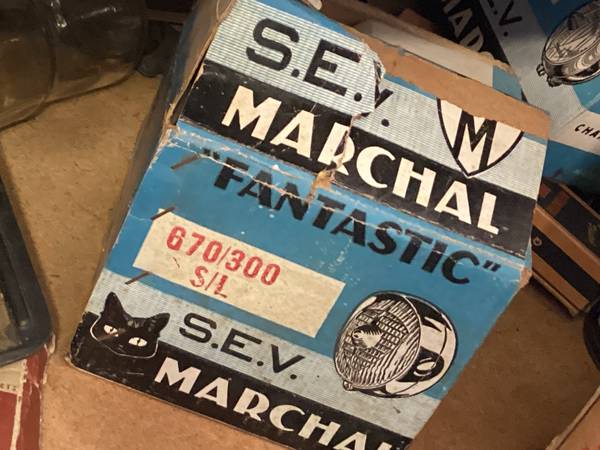 S.E.V.
MARCHAL
M
"FANTASTIC"
670/300
S/L
S.E.V.
MARCHAL
.V.